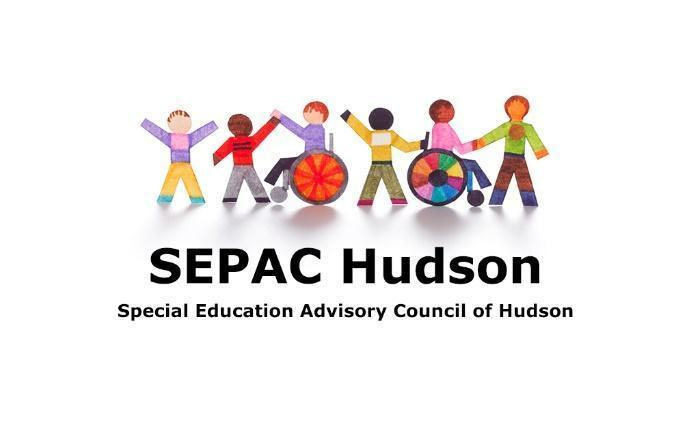 SEPAC Hudson
Special Education Advisory Council of Hudson